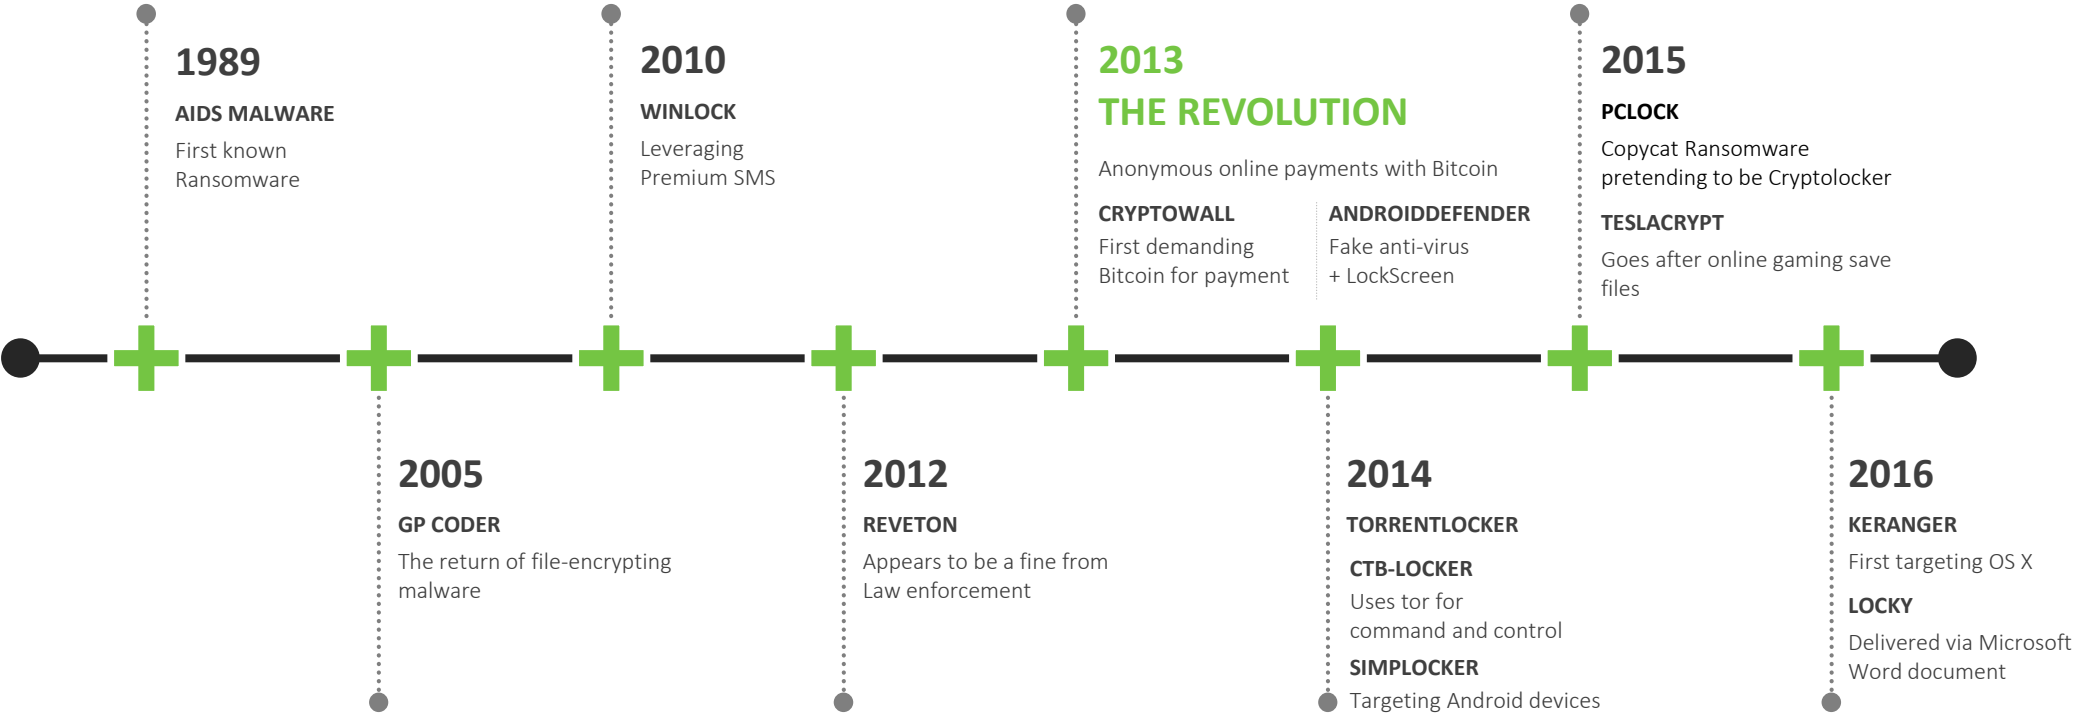 1989
AIDS MALWARE
First known
Ransomware
2005
GP CODER
The return of file-encrypting
malware
2010
WINLOCK
Leveraging
Premium SMS
2012
REVETON
Appears to be a fine from
Law enforcement
2013
THE REVOLUTION
Anonymous online payments with Bitcoin
CRYPTOWALL
First demanding
Bitcoin for payment
ANDROIDDEFENDER
Fake anti-virus
+ LockScreen
2014
TORRENTLOCKER
CTB-LOCKER
Uses tor for
command and control
SIMPLOCKER
Targeting Android devices
2015
PCLOCK
Copycat Ransomware
pretending to be Cryptolocker
TESLACRYPT
Goes after online gaming save
files
2016
KERANGER
First targeting OS X
LOCKY
Delivered via Microsoft
Word document